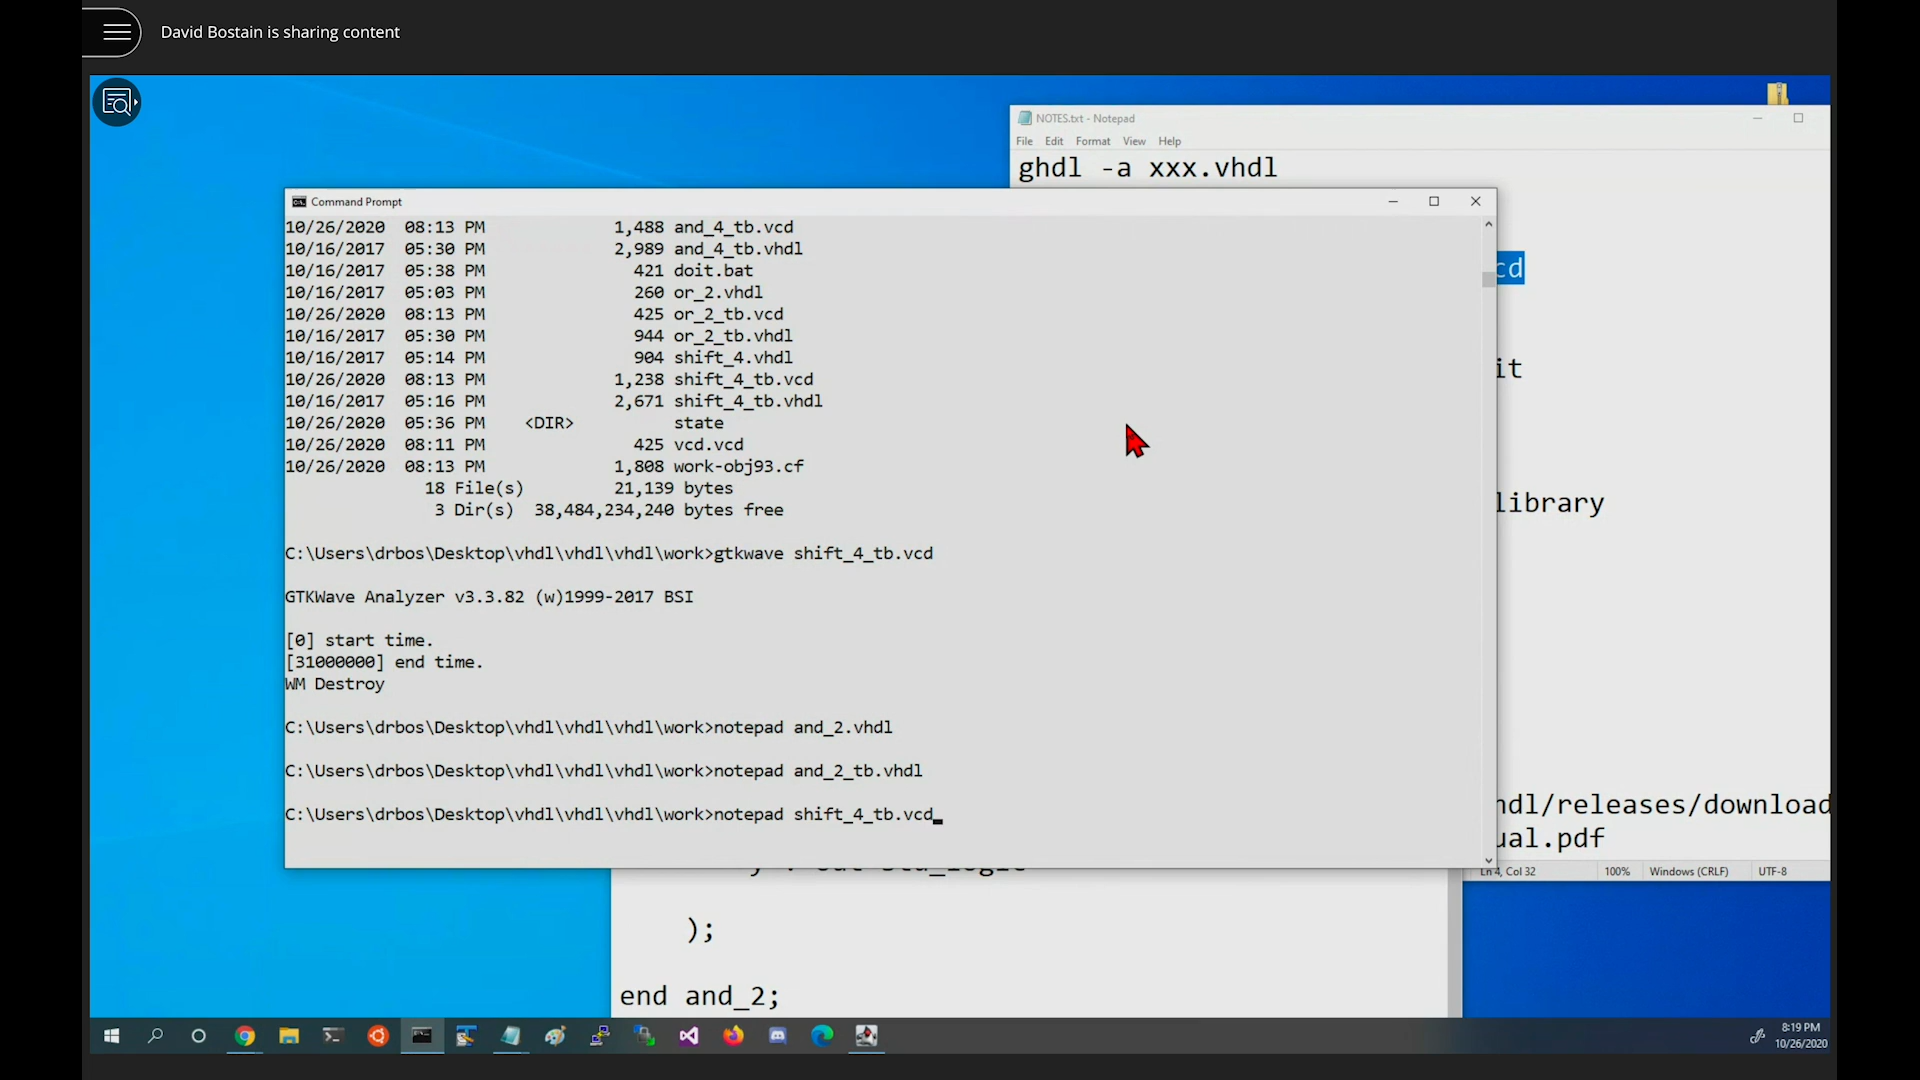 David Bostain is sharing content
NOTES.txt - Notepad
File Edit Format View Help
ghdl -a xxx.vhdl
Command Prompt
10/26/2020  08:13 PM             1,488 and_4_tb.vcd
10/16/2017  05:30 PM             2,989 and_4_tb.vhdl
10/16/2017  05:38 PM               421 doit.bat
10/16/2017  05:03 PM               260 or_2.vhdl
10/26/2020  08:13 PM               425 or_2_tb.vcd
10/16/2017  05:30 PM               944 or_2_tb.vhdl
10/16/2017  05:14 PM               904 shift_4.vhdl
10/26/2020  08:13 PM             1,238 shift_4_tb.vcd
10/16/2017  05:16 PM             2,671 shift_4_tb.vhdl
10/26/2020  05:36 PM    <DIR>          state
10/26/2020  08:11 PM               425 vcd.vcd
10/26/2020  08:13 PM             1,808 work-obj93.cf
18 File(s)         21,139 bytes
3 Dir(s)  38,484,234,240 bytes free
C:\Users\drbos\Desktop\vhdl\vhdl\vhdl\work>gtkwave shift_4_tb.vcd
GTKWave Analyzer v3.3.82 (w)1999-2017 BSI
[0] start time.
[31000000] end time.
WM Destroy
C:\Users\drbos\Desktop\vhdl\vhdl\vhdl\work>notepad and_2.vhdl
C:\Users\drbos\Desktop\vhdl\vhdl\vhdl\work>notepad and_2_tb.vhdl
C:\Users\drbos\Desktop\vhdl\vhdl\vhdl\work>notepad shift_4_tb.vcd
cd
it
library
hdl/releases/download
ual.pdf
Ln 4, Col 32 100% Windows (CRLF) UTF-8
);
end and_2;
8:19 PM
10/26/2020